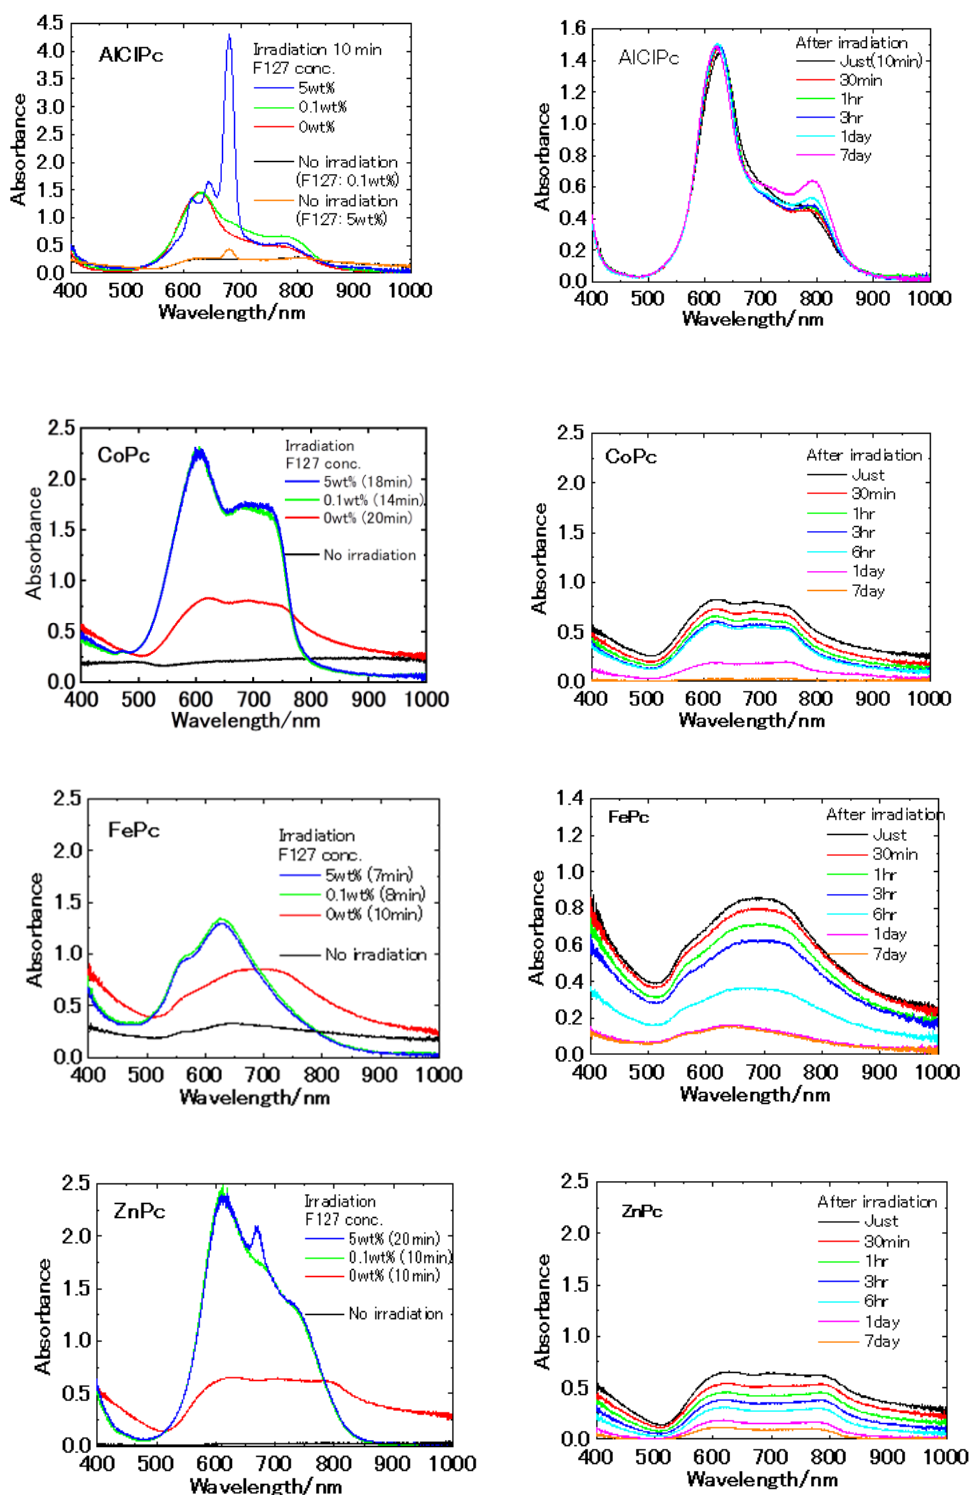 AlClPc
Irradiation 10 min
F127 conc.
5wt%
0.1wt%
0wt%
No irradiation
(F127: 0.1wt%)
No irradiation
(F127: 5wt%)
4.5
4.0
3.5
3.0
2.5
2.0
1.5
1.0
0.5
0.0
Absorbance
400 500 600 700 800 900 1000
Wavelength/nm
AlClPc
After irradiation
Just(10min)
30min
1hr
3hr
1day
7day
1.6
1.4
1.2
1.0
0.8
0.6
0.4
0.2
0.0
Absorbance
400 500 600 700 800 900 1000
Wavelength/nm
CoPc
Irradiation
F127 conc.
5wt% (18min)
0.1wt% (14min)
0wt% (20min)
No irradiation
2.5
2.0
1.5
1.0
0.5
0.0
Absorbance
400 500 600 700 800 900 1000
Wavelength/nm
CoPc
After irradiation
Just
30min
1hr
3hr
6hr
1day
7day
2.5
2.0
1.5
1.0
0.5
0.0
Absorbance
400 500 600 700 800 900 1000
Wavelength/nm
FePc
Irradiation
F127 conc.
5wt% (7min)
0.1wt% (8min)
0wt% (10min)
No irradiation
2.5
2.0
1.5
1.0
0.5
0.0
Absorbance
400 500 600 700 800 900 1000
Wavelength/nm
FePc
After irradiation
Just
30min
1hr
3hr
6hr
1day
7day
1.4
1.2
1.0
0.8
0.6
0.4
0.2
0.0
Absorbance
400 500 600 700 800 900 1000
Wavelength/nm
ZnPc
Irradiation
F127 conc.
5wt% (20min)
0.1wt% (10min)
0wt% (10min)
No irradiation
2.5
2.0
1.5
1.0
0.5
0.0
Absorbance
400 500 600 700 800 900 1000
Wavelength/nm
ZnPc
After irradiation
Just
30min
1hr
3hr
6hr
1day
7day
2.5
2.0
1.5
1.0
0.5
0.0
Absorbance
400 500 600 700 800 900 1000
Wavelength/nm